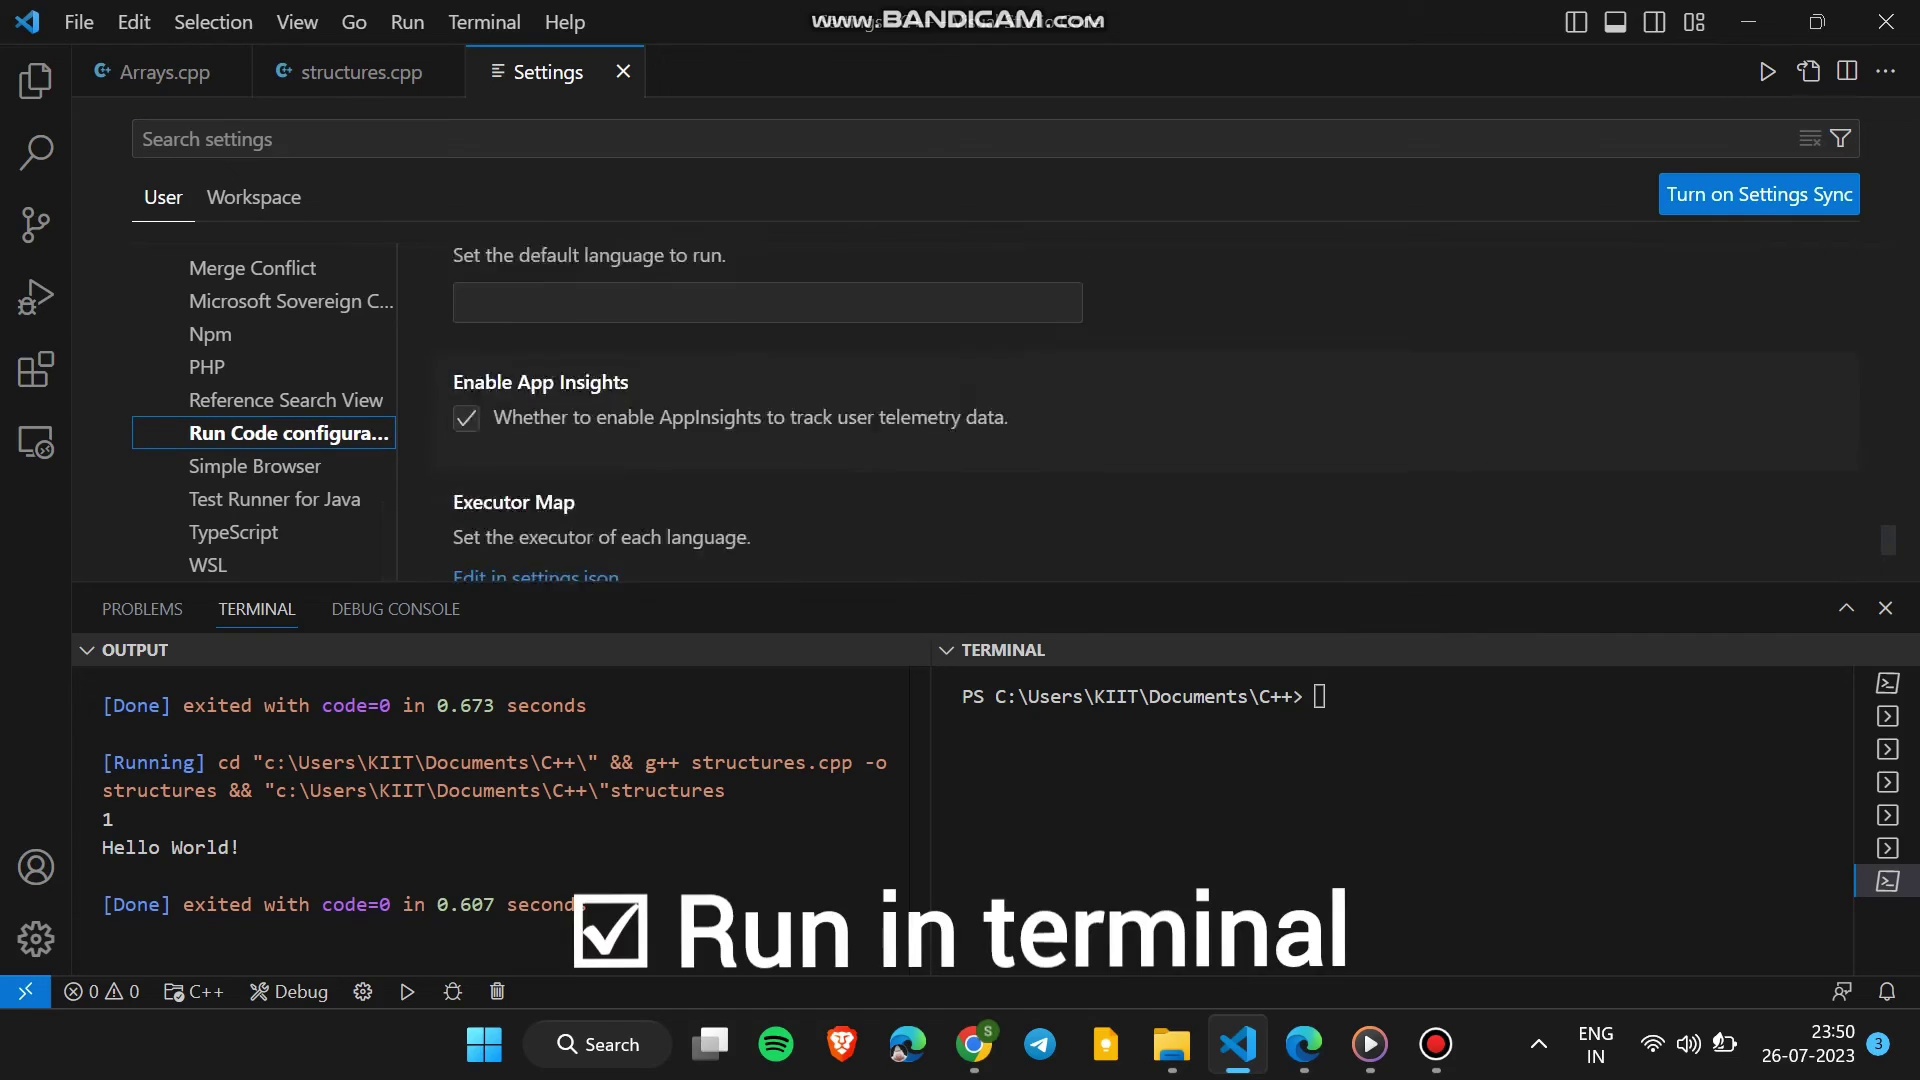 File Edit Selection View Go Run Terminal Help
www.BANDICAM.com
Arrays.cpp structures.cpp Settings
Search settings
User Workspace
Turn on Settings Sync
Merge Conflict
Microsoft Sovereign C...
Npm
PHP
Reference Search View
Run Code configura...
Simple Browser
Test Runner for Java
TypeScript
WSL
Set the default language to run.
Enable App Insights
Whether to enable AppInsights to track user telemetry data.
Executor Map
Set the executor of each language.
Edit in settings.json
PROBLEMS TERMINAL DEBUG CONSOLE
OUTPUT
[Done] exited with code=0 in 0.673 seconds
[Running] cd "c:\Users\KIIT\Documents\C++\" && g++ structures.cpp -o
structures && "c:\Users\KIIT\Documents\C++\"structures
1
Hello World!
[Done] exited with code=0 in 0.607 seconds
TERMINAL
PS C:\Users\KIIT\Documents\C++>
☑ Run in terminal
0 0 C++ Debug
Search
S
ENG
IN
23:50
26-07-2023
3